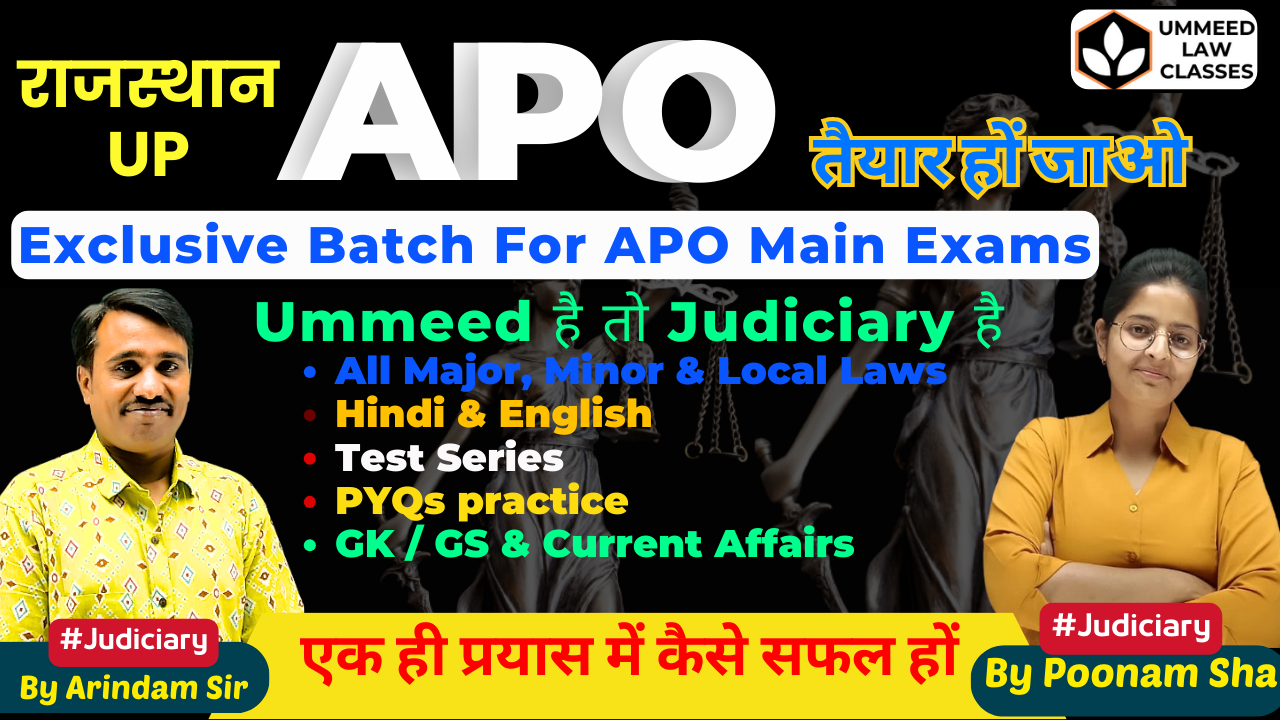 राजस्थान
UP
APO
UMMEED
LAW
CLASSES
तैयार हों जाओ
Exclusive Batch For APO Main Exams
Ummeed है तो Judiciary है
• All Major, Minor & Local Laws
• Hindi & English
• Test Series
• PYQs practice
• GK / GS & Current Affairs
#Judiciary
By Arindam Sir
एक ही प्रयास में कैसे सफल हों
#Judiciary
By Poonam Sha